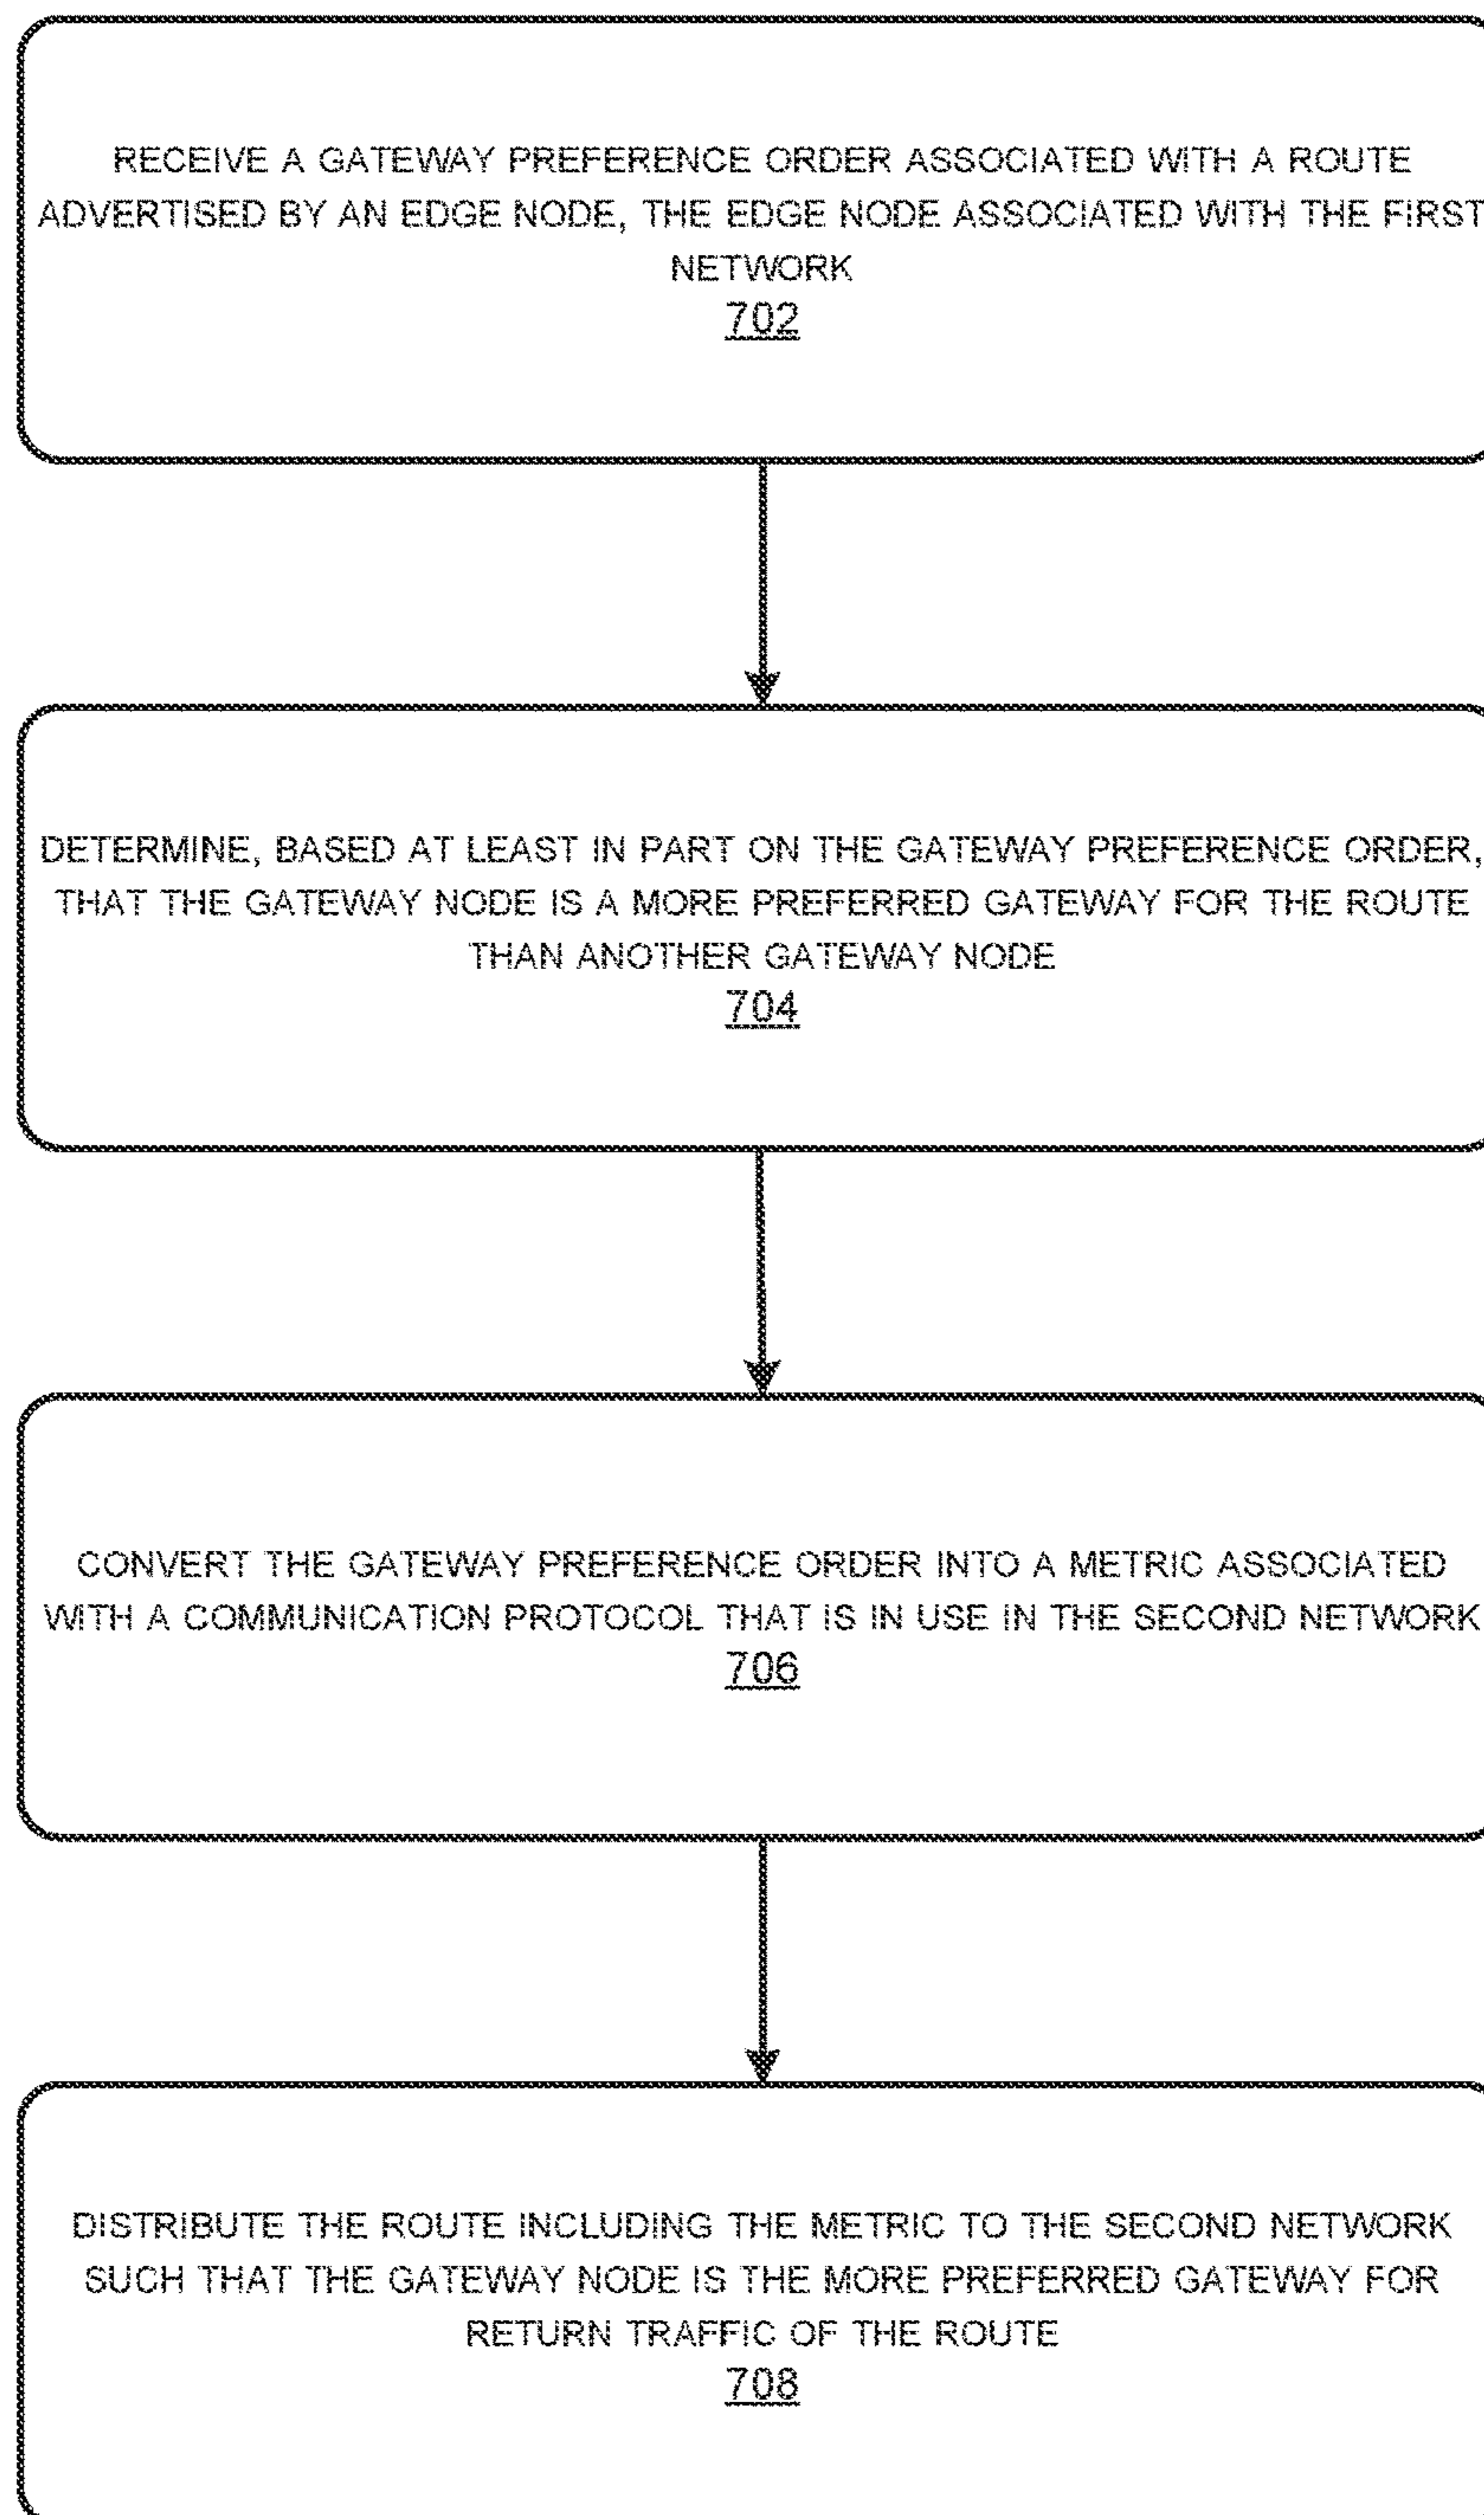 RECEIVE A GATEWAY PREFERENCE ORDER ASSOCIATED WITH A ROUTE
ADVERTISED BY AN EDGE NODE, THE EDGE NODE ASSOCIATED WITH THE FIRST
NETWORK
702
DETERMINE, BASED AT LEAST IN PART ON THE GATEWAY PREFERENCE ORDER,
THAT THE GATEWAY NODE IS A MORE PREFERRED GATEWAY FOR THE ROUTE
THAN ANOTHER GATEWAY NODE
704
CONVERT THE GATEWAY PREFERENCE ORDER INTO A METRIC ASSOCIATED
WITH A COMMUNICATION PROTOCOL THAT IS IN USE IN THE SECOND NETWORK
706
DISTRIBUTE THE ROUTE INCLUDING THE METRIC TO THE SECOND NETWORK
SUCH THAT THE GATEWAY NODE IS THE MORE PREFERRED GATEWAY FOR
RETURN TRAFFIC OF THE ROUTE
708